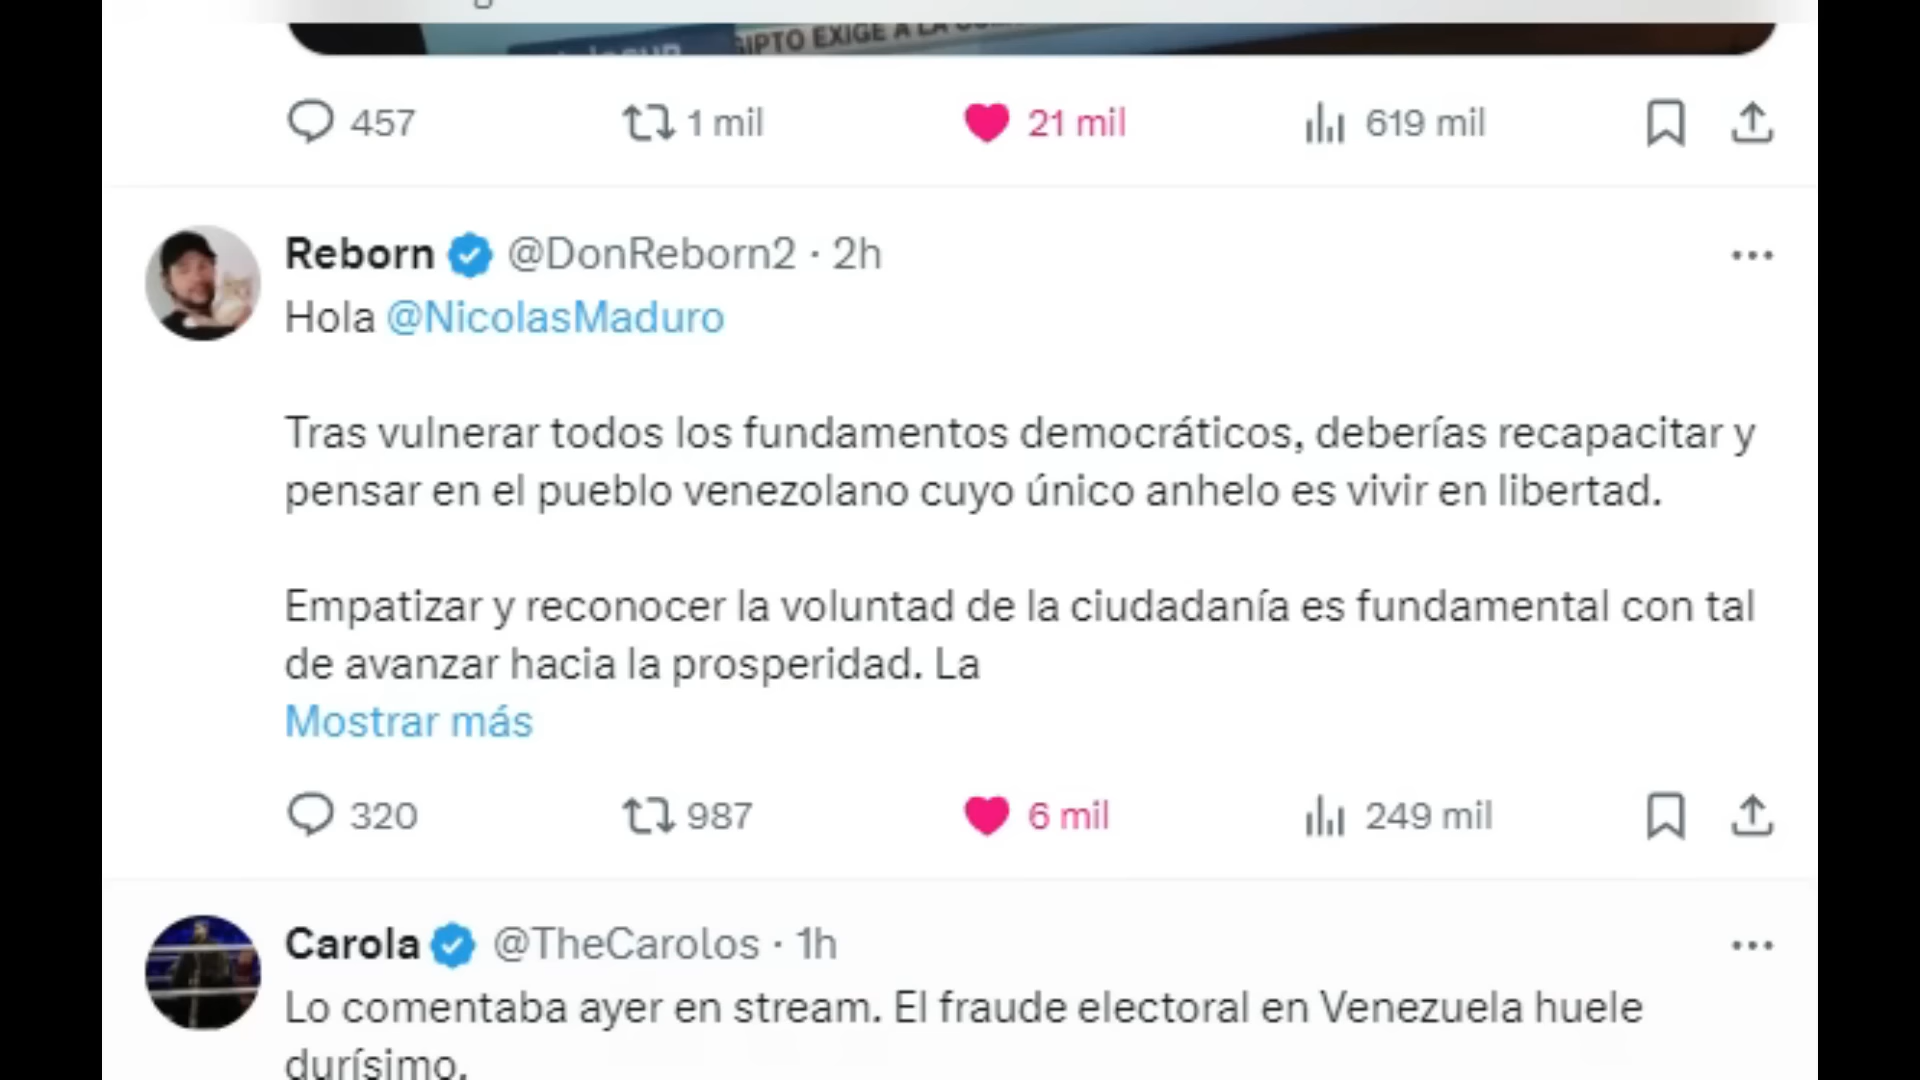 IPTO EXIGE A LA
457 1 mil 21 mil 619 mil
Reborn @DonReborn2 · 2h
Hola @NicolasMaduro
Tras vulnerar todos los fundamentos democráticos, deberías recapacitar y
pensar en el pueblo venezolano cuyo único anhelo es vivir en libertad.
Empatizar y reconocer la voluntad de la ciudadanía es fundamental con tal
de avanzar hacia la prosperidad. La
Mostrar más
320 987 6 mil 249 mil
Carola @TheCarolos · 1h
Lo comentaba ayer en stream. El fraude electoral en Venezuela huele
durísimo.